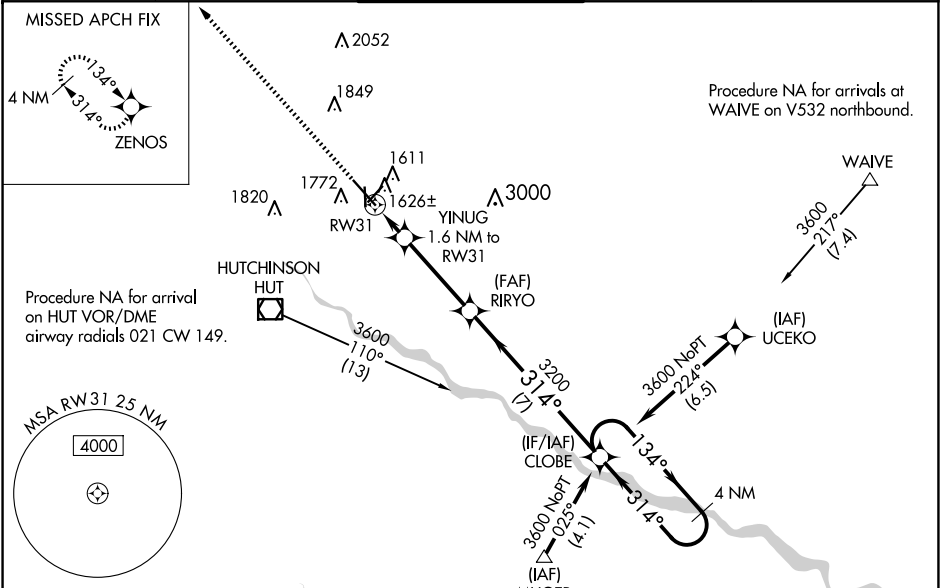 MISSED APCH FIX
134°
4 NM
314°
ZENOS
2052
1849
Procedure NA for arrivals at
WAIVE on V532 northbound.
1611
1820
1772
1626±
3000
RW31
YINUG
1.6 NM to
RW31
WAIVE
3600
217°
(7.4)
HUTCHINSON
HUT
(FAF)
RIRYO
Procedure NA for arrival
on HUT VOR/DME
airway radials 021 CW 149.
3600
110°
(13)
(IAF)
UCEKO
3600 NoPT
224°
(6.5)
3200
314°
(7)
MSA RW31 25 NM
4000
(IF/IAF)
CLOBE
134°
314°
4 NM
3600 NoPT
025°
(4.1)
(IAF)